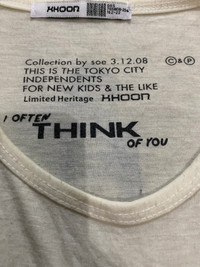 XHOON
Collection by soe 3.12.08 ©&℗
THIS IS THE TOKYO CITY
INDEPENDENTS
FOR NEW KIDS & THE LIKE
Limited Heritage XHOON
I OFTEN
THINK
OF YOU